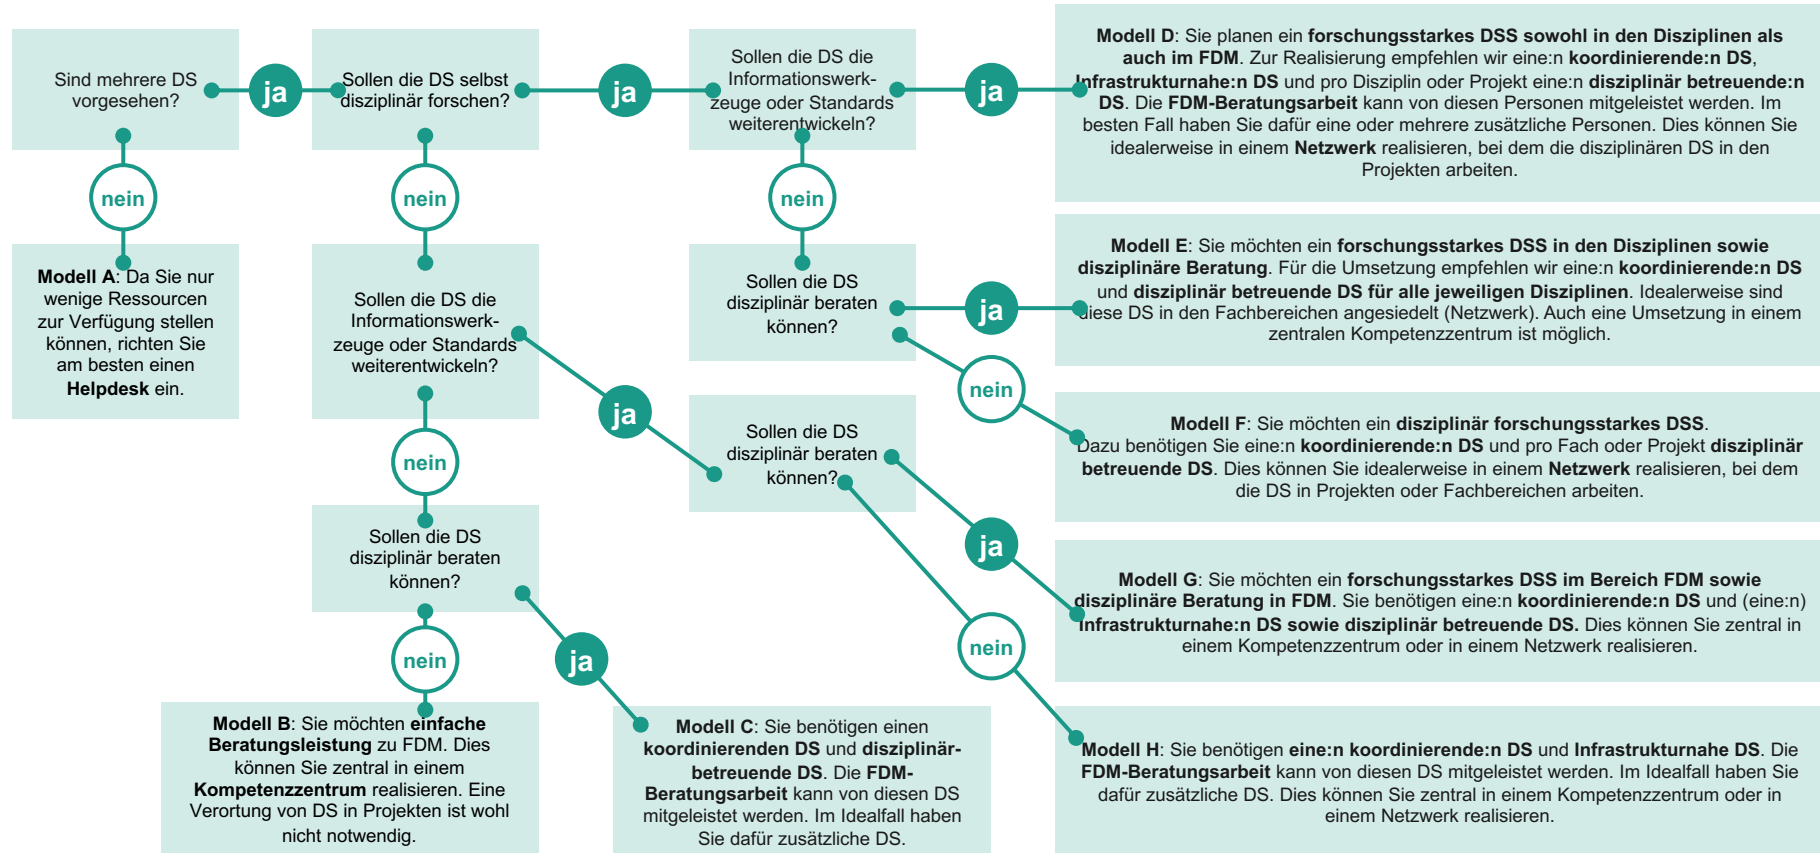 Sind mehrere DS
vorgesehen?
ja
Sollen die DS selbst
disziplinär forschen?
ja
Sollen die DS die
Informationswerk-
zeuge oder Standards
weiterentwickeln?
ja
Modell D: Sie planen ein forschungsstarkes DSS sowohl in den Disziplinen als
auch im FDM. Zur Realisierung empfehlen wir eine:n koordinierende:n DS,
Infrastrukturnahe:n DS und pro Disziplin oder Projekt eine:n disziplinär betreuende:n
DS. Die FDM-Beratungsarbeit kann von diesen Personen mitgeleistet werden. Im
besten Fall haben Sie dafür eine oder mehrere zusätzliche Personen. Dies können Sie
idealerweise in einem Netzwerk realisieren, bei dem die disziplinären DS in den
Projekten arbeiten.
nein
nein
nein
Modell A: Da Sie nur
wenige Ressourcen
zur Verfügung stellen
können, richten Sie
am besten einen
Helpdesk ein.
Sollen die DS die
Informationswerk-
zeuge oder Standards
weiterentwickeln?
Sollen die DS
disziplinär beraten
können?
ja
Modell E: Sie möchten ein forschungsstarkes DSS in den Disziplinen sowie
disziplinäre Beratung. Für die Umsetzung empfehlen wir eine:n koordinierende:n DS
und disziplinär betreuende DS für alle jeweiligen Disziplinen. Idealerweise sind
diese DS in den Fachbereichen angesiedelt (Netzwerk). Auch eine Umsetzung in einem
zentralen Kompetenzzentrum ist möglich.
nein
Modell F: Sie möchten ein disziplinär forschungsstarkes DSS.
Dazu benötigen Sie eine:n koordinierende:n DS und pro Fach oder Projekt disziplinär
betreuende DS. Dies können Sie idealerweise in einem Netzwerk realisieren, bei dem
die DS in Projekten oder Fachbereichen arbeiten.
ja
Sollen die DS
disziplinär beraten
können?
nein
Sollen die DS
disziplinär beraten
können?
ja
Modell G: Sie möchten ein forschungsstarkes DSS im Bereich FDM sowie
disziplinäre Beratung in FDM. Sie benötigen eine:n koordinierende:n DS und (eine:n)
Infrastrukturnahe:n DS sowie disziplinär betreuende DS. Dies können Sie zentral in
einem Kompetenzzentrum oder in einem Netzwerk realisieren.
nein
ja
nein
Modell B: Sie möchten einfache
Beratungsleistung zu FDM. Dies
können Sie zentral in einem
Kompetenzzentrum realisieren. Eine
Verortung von DS in Projekten ist wohl
nicht notwendig.
Modell C: Sie benötigen einen
koordinierenden DS und disziplinär-
betreuende DS. Die FDM-
Beratungsarbeit kann von diesen DS
mitgeleistet werden. Im Idealfall haben
Sie dafür zusätzliche DS.
Modell H: Sie benötigen eine:n koordinierende:n DS und Infrastrukturnahe DS. Die
FDM-Beratungsarbeit kann von diesen DS mitgeleistet werden. Im Idealfall haben Sie
dafür zusätzliche DS. Dies können Sie zentral in einem Kompetenzzentrum oder in
einem Netzwerk realisieren.